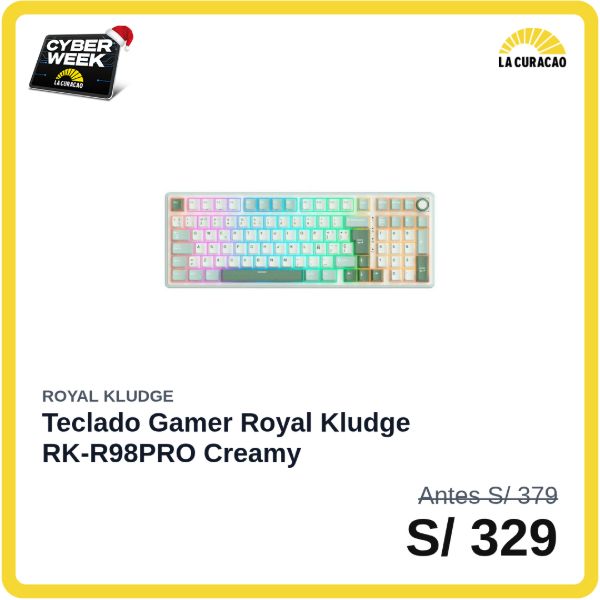 CYBER
WEEK
LA CURACAO
LA CURACAO
ROYAL KLUDGE
Teclado Gamer Royal Kludge
RK-R98PRO Creamy
Antes S/ 379
S/ 329